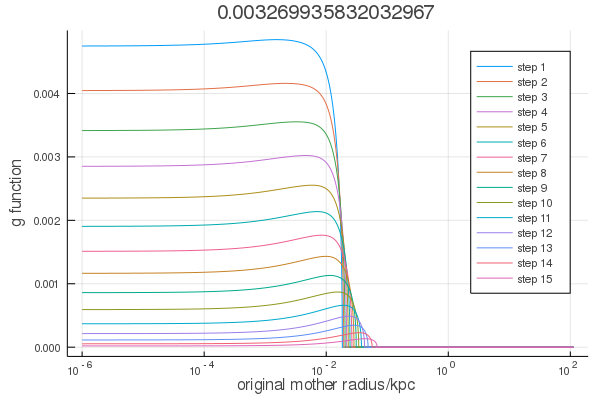 0.003269935832032967
g function
0.004
0.003
0.002
0.001
0.000
10⁻⁶
10⁻⁴
10⁻²
10⁰
10²
original mother radius/kpc
step 1
step 2
step 3
step 4
step 5
step 6
step 7
step 8
step 9
step 10
step 11
step 12
step 13
step 14
step 15